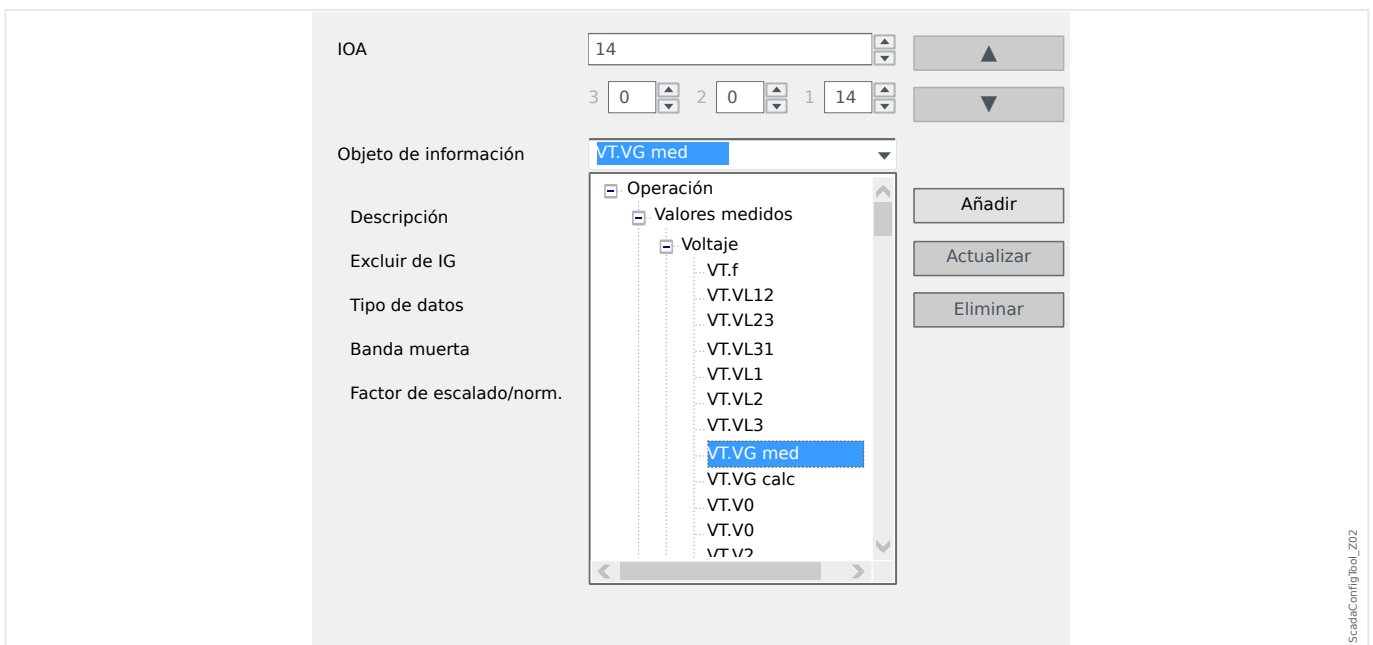 IOA
14
3 0 2 0 1 14
▲
▼
Objeto de información
VT.VG med
Descripción
Excluir de IG
Tipo de datos
Banda muerta
Factor de escalado/norm.
Operación
Valores medidos
Voltaje
VT.f
VT.VL12
VT.VL23
VT.VL31
VT.VL1
VT.VL2
VT.VL3
VT.VG med
VT.VG calc
VT.V0
VT.V0
VT.V2
Añadir
Actualizar
Eliminar
ScadaConfigTool_Z02